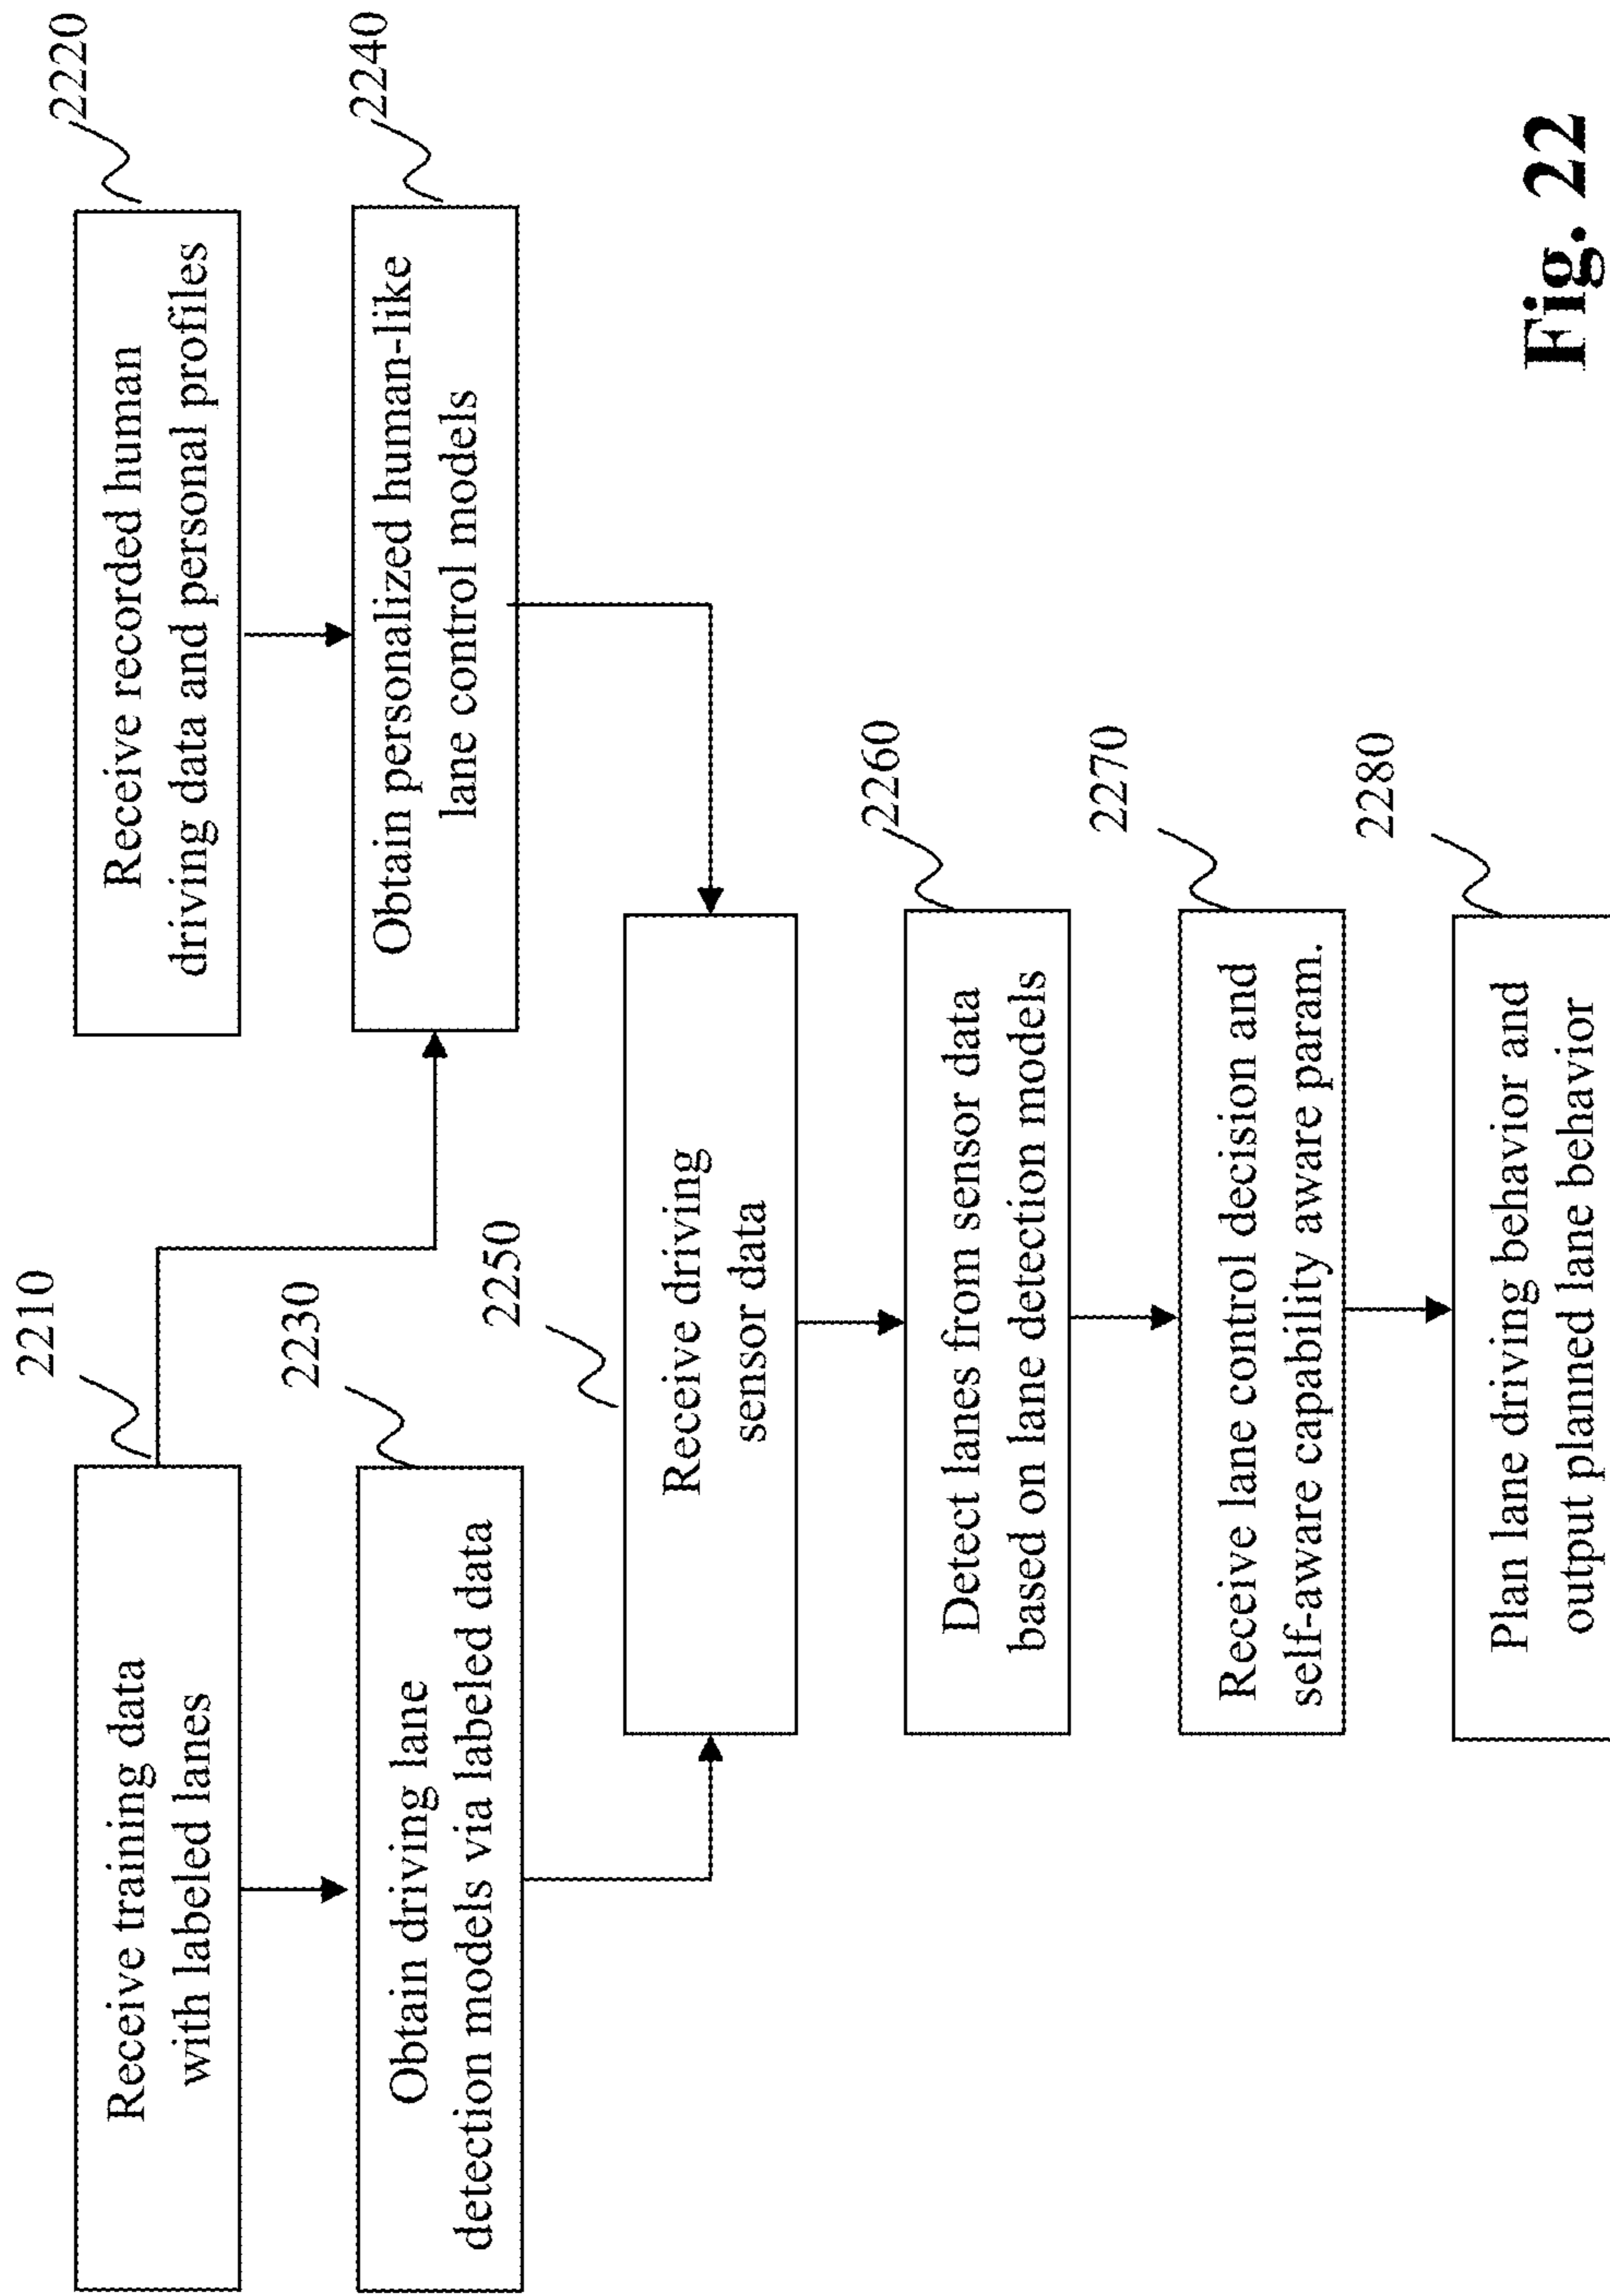 2210
2220
Receive training data
with labeled lanes
Receive recorded human
driving data and personal profiles
2230
2240
Obtain driving lane
detection models via labeled data
Obtain personalized human-like
lane control models
2250
Receive driving
sensor data
2260
Detect lanes from sensor data
based on lane detection models
2270
Receive lane control decision and
self-aware capability aware param.
2280
Plan lane driving behavior and
output planned lane behavior
Fig. 22